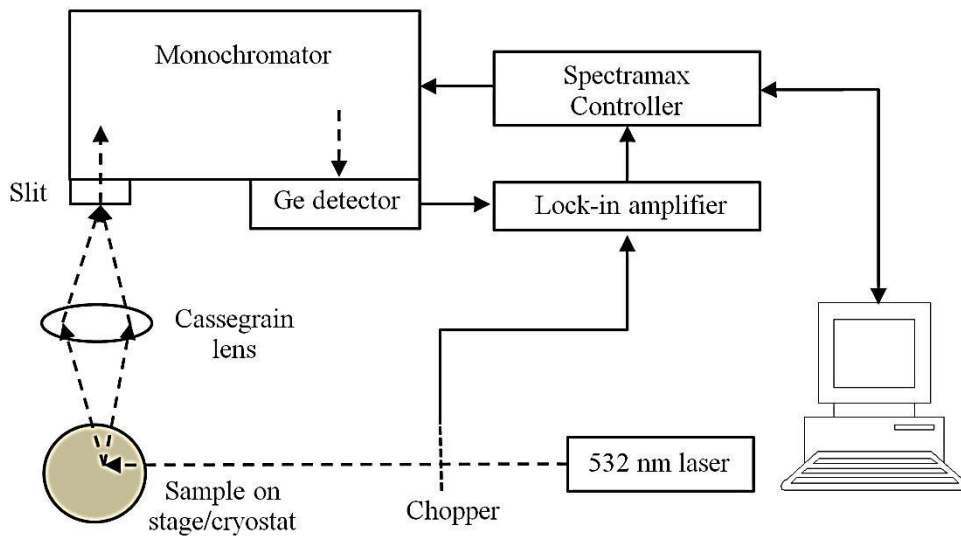 Monochromator
Spectramax
Controller
Slit
Ge detector
Lock-in amplifier
Cassegrain
lens
532 nm laser
Sample on
stage/cryostat
Chopper